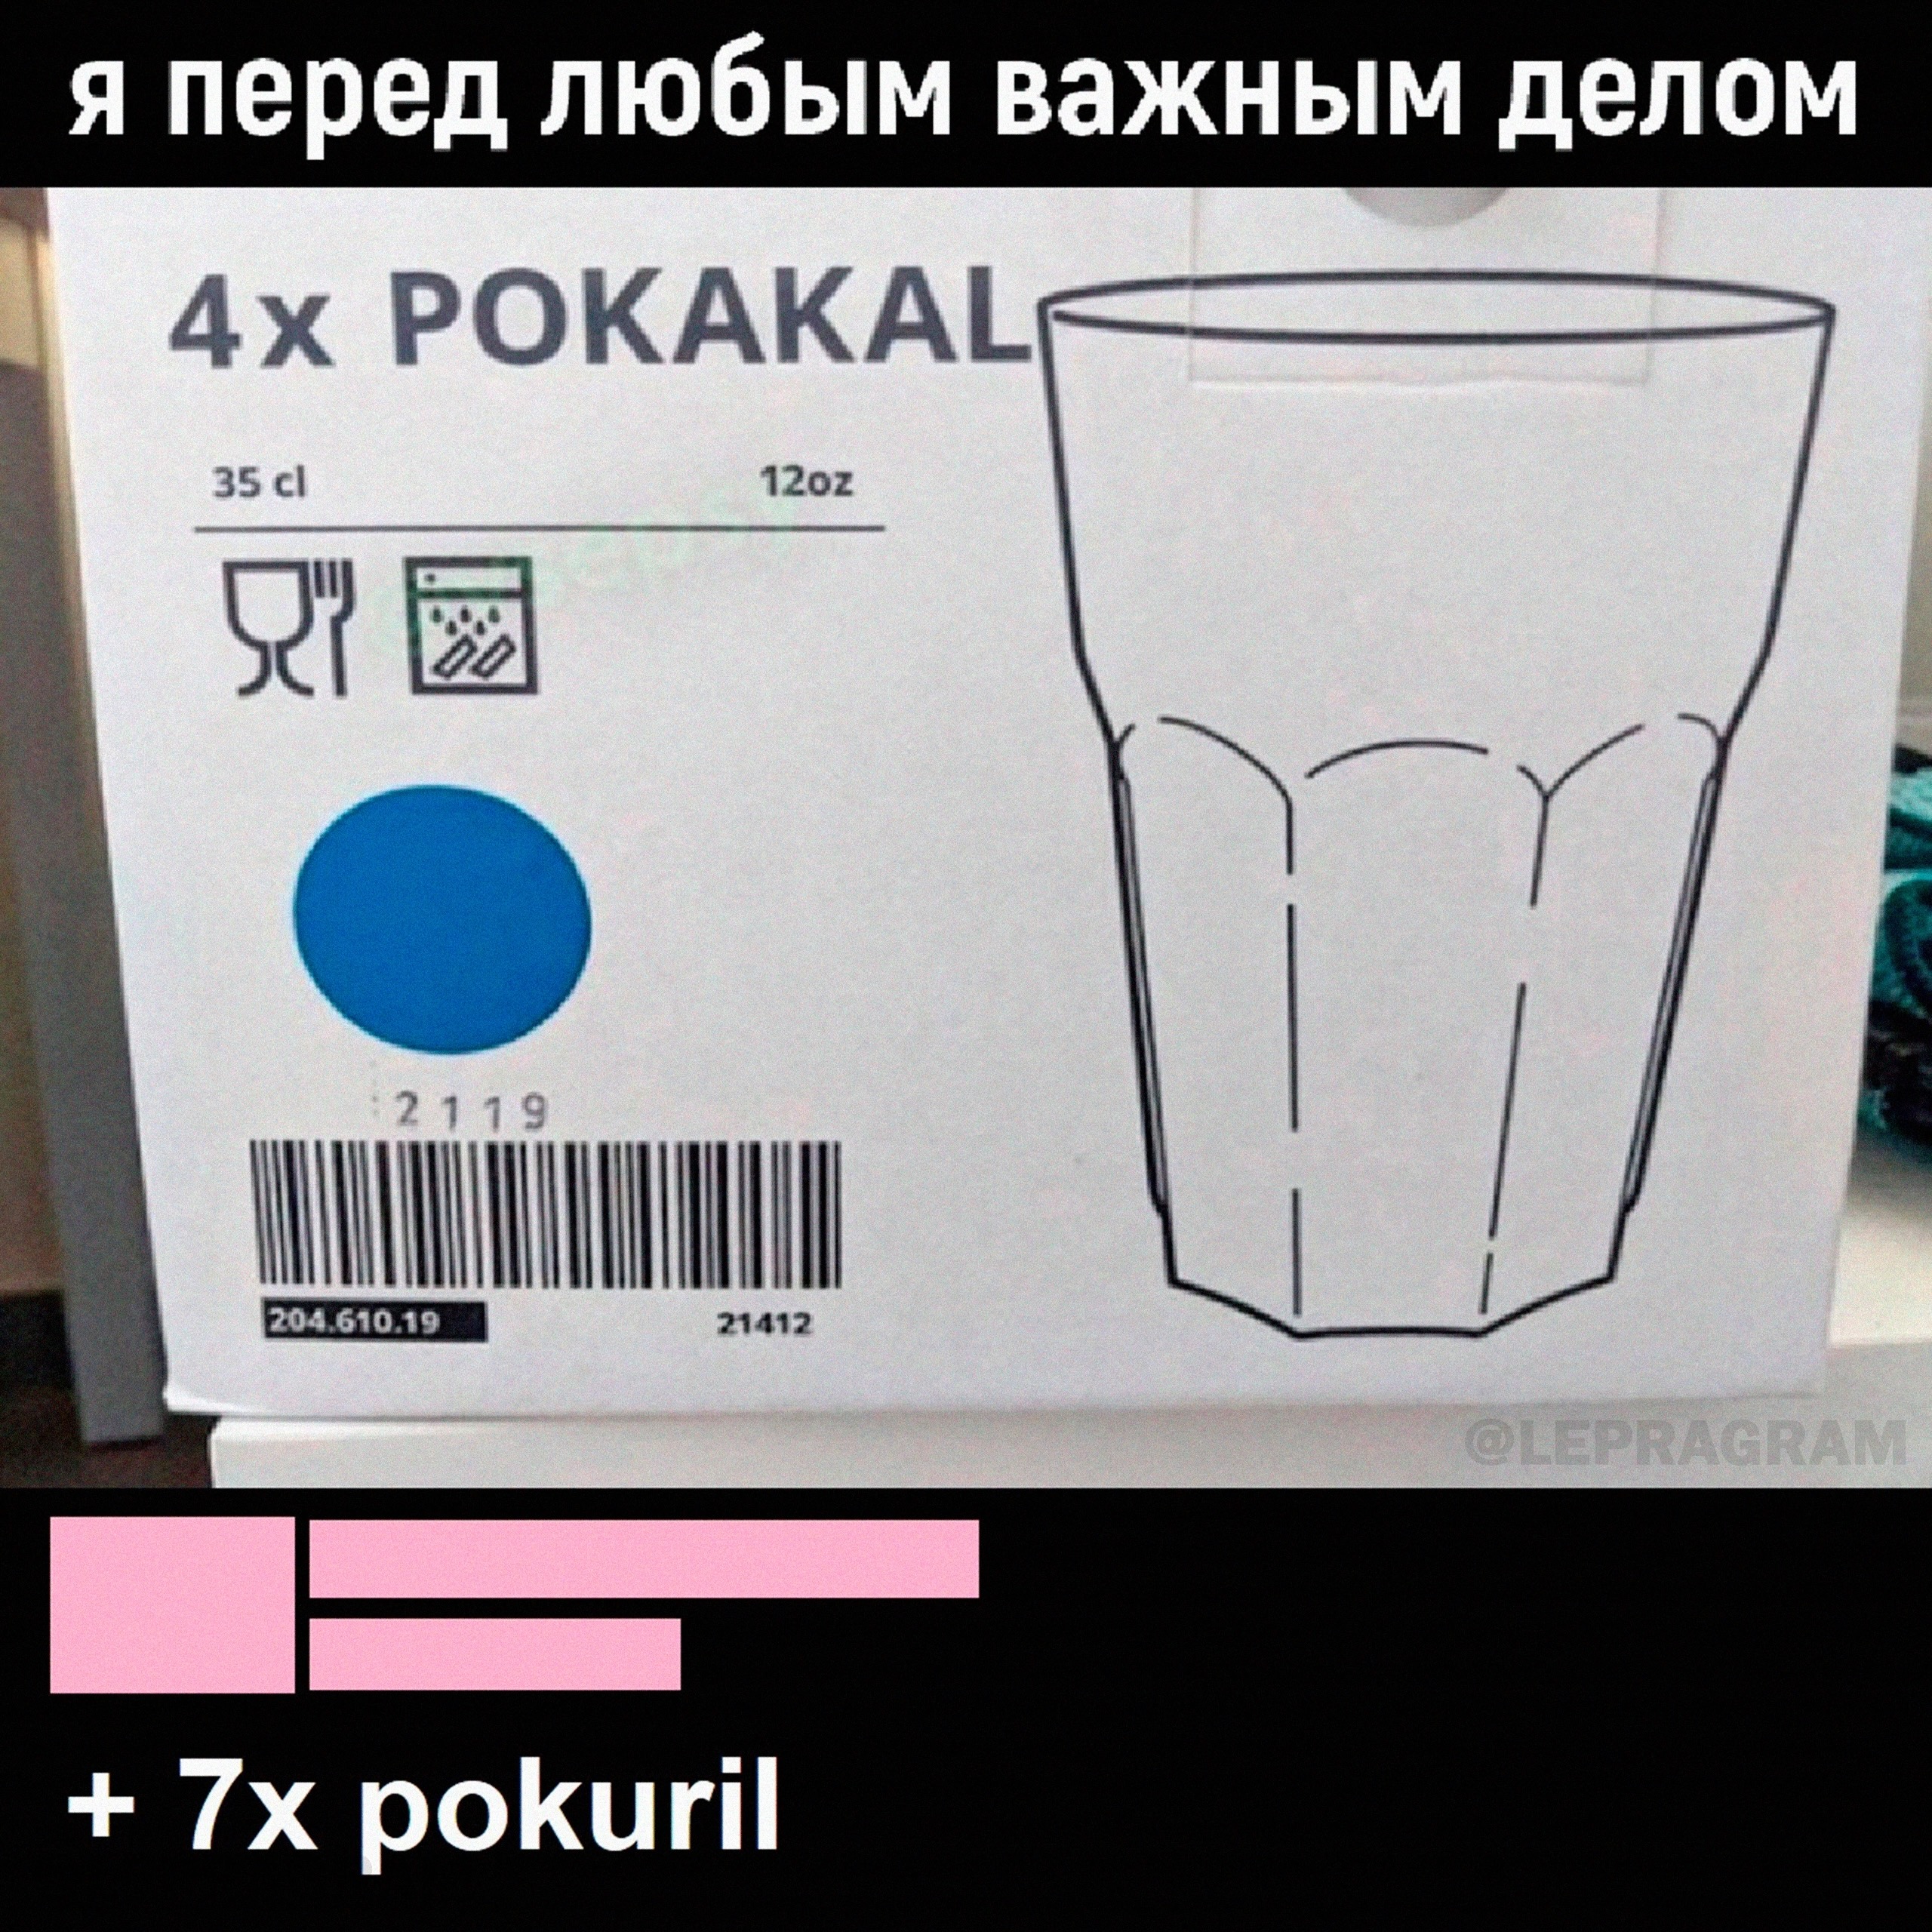 я перед любым важным делом
4x POKAKAL
35 cl 12oz
2119
204.610.19 21412
@LEPRAGRAM
+ 7x pokuril